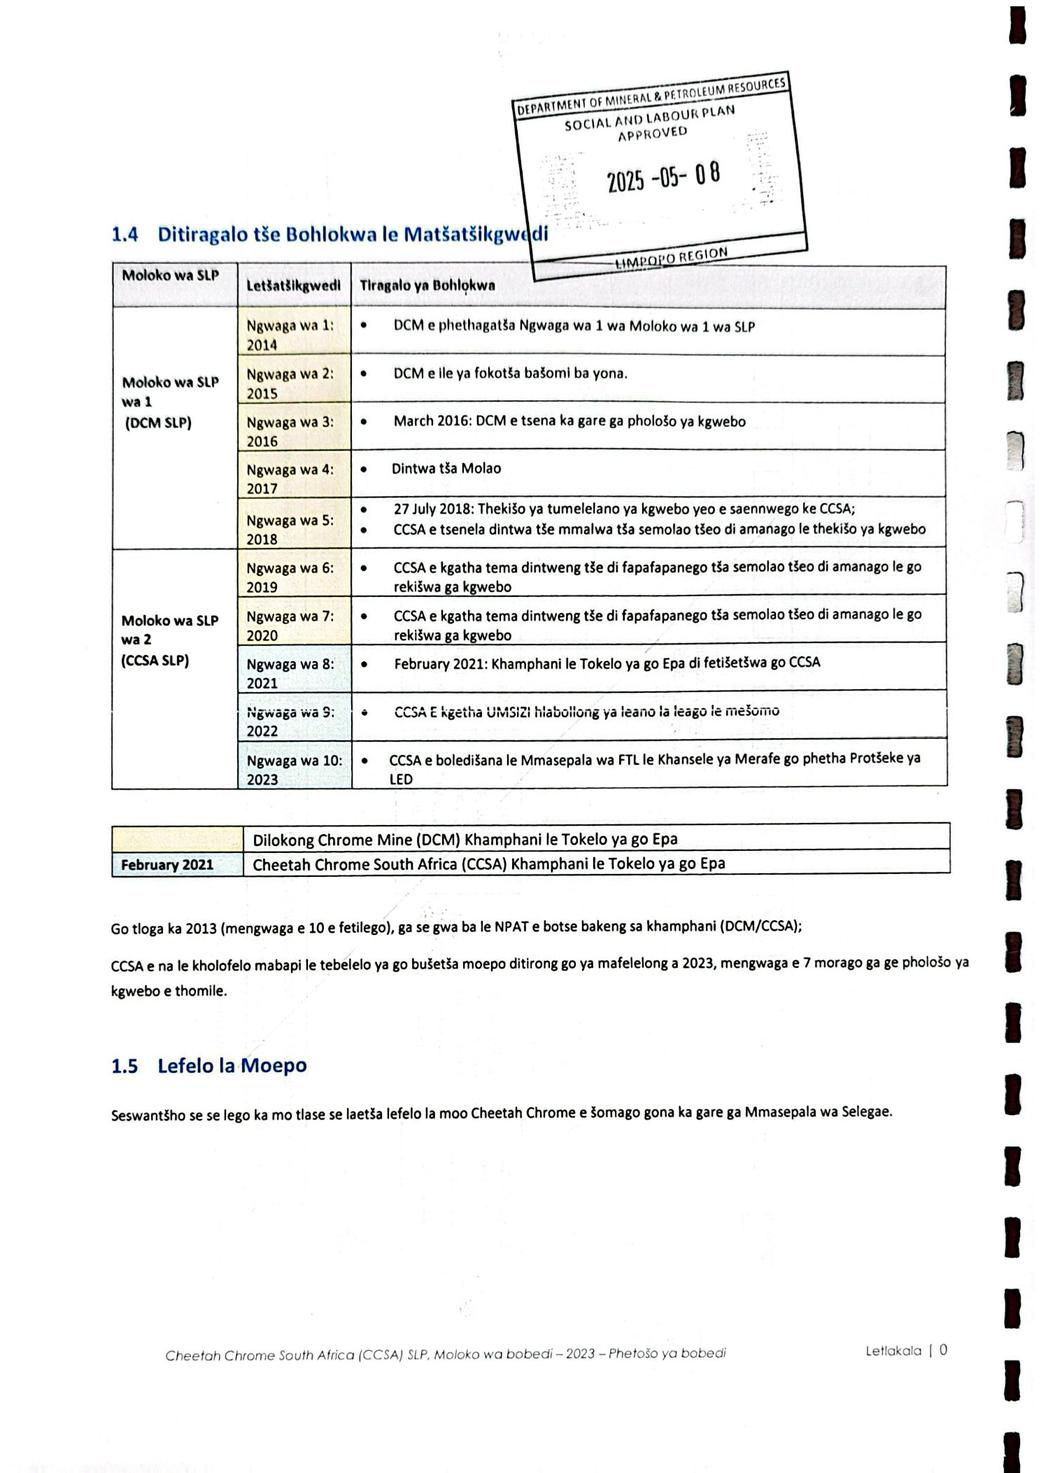 DEPARTMENT OF MINERAL & PETROLEUM RESOURCES
SOCIAL AND LABOUR PLAN
APPROVED
2025 -05- 08
LIMPOPO REGION
1.4 Ditiragalo tše Bohlokwa le Matšatšikgwedi
Moloko wa SLP
Letšatšikgwedi
Tiragalo ya Bohlokwa
Moloko wa SLP
wa 1
(DCM SLP)
Ngwaga wa 1:
2014
• DCM e phethagatša Ngwaga wa 1 wa Moloko wa 1 wa SLP
Ngwaga wa 2:
2015
• DCM e ile ya fokotša bašomi ba yona.
Ngwaga wa 3:
2016
• March 2016: DCM e tsena ka gare ga phološo ya kgwebo
Ngwaga wa 4:
2017
• Dintwa tša Molao
Ngwaga wa 5:
2018
• 27 July 2018: Thekišo ya tumelelano ya kgwebo yeo e saennwego ke CCSA;
• CCSA e tsenela dintwa tše mmalwa tša semolao tšeo di amanago le thekišo ya kgwebo
Moloko wa SLP
wa 2
(CCSA SLP)
Ngwaga wa 6:
2019
• CCSA e kgatha tema dintweng tše di fapafapanego tša semolao tšeo di amanago le go
rekišwa ga kgwebo
Ngwaga wa 7:
2020
• CCSA e kgatha tema dintweng tše di fapafapanego tša semolao tšeo di amanago le go
rekišwa ga kgwebo
Ngwaga wa 8:
2021
• February 2021: Khamphani le Tokelo ya go Epa di fetišetšwa go CCSA
Ngwaga wa 9:
2022
• CCSA E kgetha UMSIZI hlabollong ya leano la leago le mešomo
Ngwaga wa 10:
2023
• CCSA e boledišana le Mmasepala wa FTL le Khansele ya Merafe go phetha Protšeke ya
LED
Dilokong Chrome Mine (DCM) Khamphani le Tokelo ya go Epa
February 2021
Cheetah Chrome South Africa (CCSA) Khamphani le Tokelo ya go Epa
Go tloga ka 2013 (mengwaga e 10 e fetilego), ga se gwa ba le NPAT e botse bakeng sa khamphani (DCM/CCSA);
CCSA e na le kholofelo mabapi le tebelelo ya go bušetša moepo ditirong go ya mafelelong a 2023, mengwaga e 7 morago ga ge phološo ya
kgwebo e thomile.
1.5 Lefelo la Moepo
Seswantšho se se lego ka mo tlase se laetša lefelo la moo Cheetah Chrome e šomago gona ka gare ga Mmasepala wa Selegae.
Cheetah Chrome South Africa (CCSA) SLP, Moloko wa bobedi – 2023 – Phetošo ya bobedi
Letlakala | 0